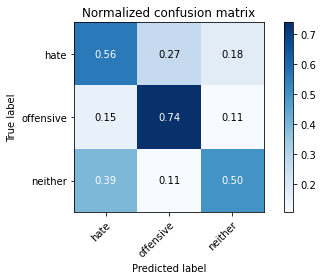 Normalized confusion matrix
True label
hate 0.56 0.27 0.18
offensive 0.15 0.74 0.11
neither 0.39 0.11 0.50
hate offensive neither
Predicted label
0.7
0.6
0.5
0.4
0.3
0.2